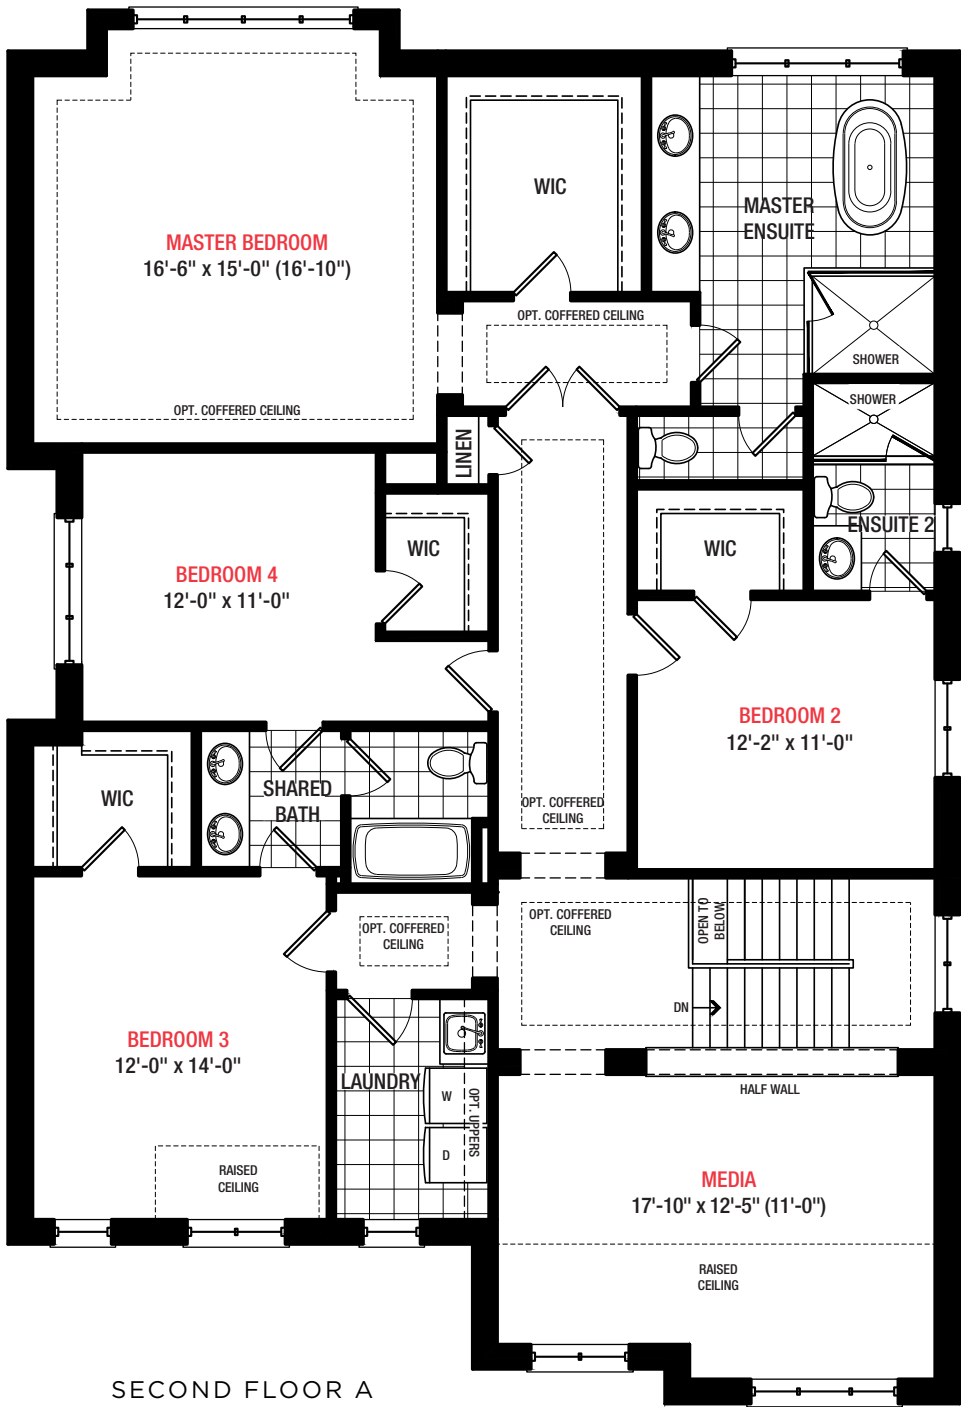 WIC
MASTER
ENSUITE
MASTER BEDROOM
16'-6" x 15'-0" (16'-10")
OPT. COFFERED CEILING
SHOWER
OPT. COFFERED CEILING
SHOWER
LINEN
ENSUITE 2
WIC
WIC
BEDROOM 4
12'-0" x 11'-0"
BEDROOM 2
12'-2" x 11'-0"
WIC
SHARED
BATH
OPT. COFFERED
CEILING
OPT. COFFERED
CEILING
OPT. COFFERED
CEILING
OPEN TO
BELOW
DN
BEDROOM 3
12'-0" x 14'-0"
LAUNDRY
W
D
OPT. UPPERS
HALF WALL
RAISED
CEILING
MEDIA
17'-10" x 12'-5" (11'-0")
RAISED
CEILING
SECOND FLOOR A